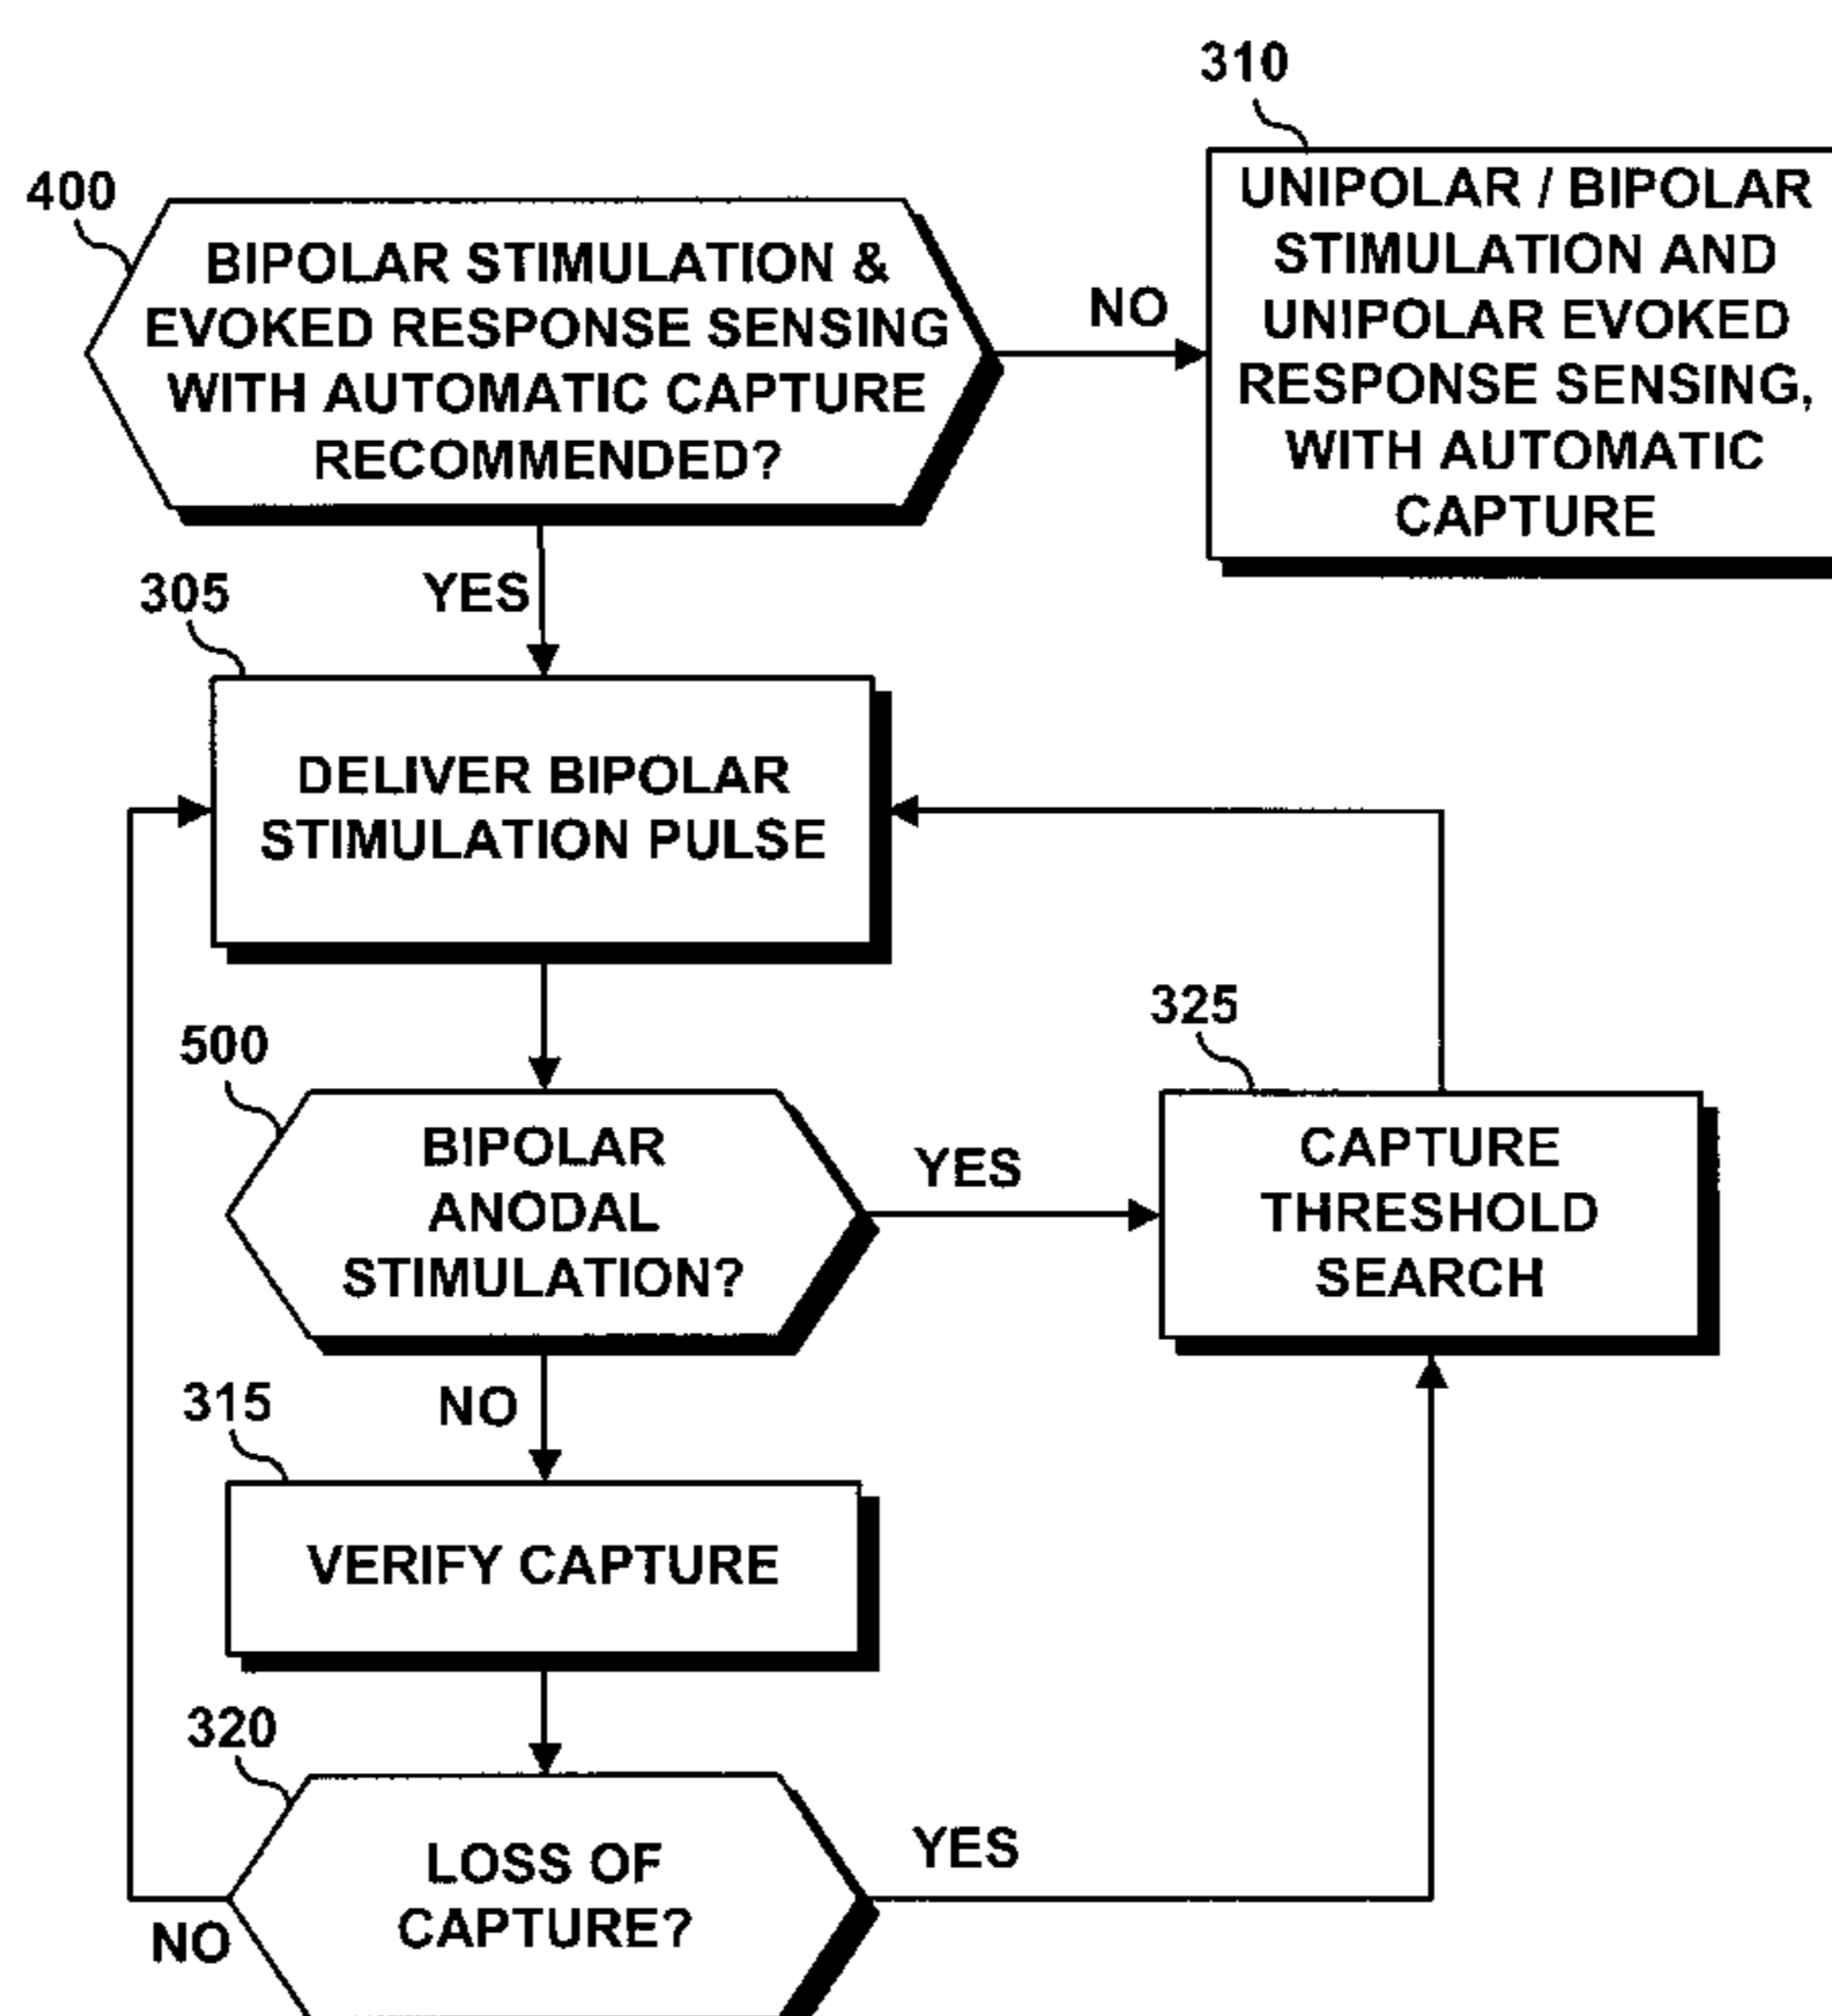 310
UNIPOLAR / BIPOLAR
STIMULATION AND
UNIPOLAR EVOKED
RESPONSE SENSING,
WITH AUTOMATIC
CAPTURE
400
BIPOLAR STIMULATION &
EVOKED RESPONSE SENSING
WITH AUTOMATIC CAPTURE
RECOMMENDED?
NO
YES
305
DELIVER BIPOLAR
STIMULATION PULSE
500
BIPOLAR
ANODAL
STIMULATION?
YES
325
CAPTURE
THRESHOLD
SEARCH
NO
315
VERIFY CAPTURE
320
LOSS OF
CAPTURE?
YES
NO